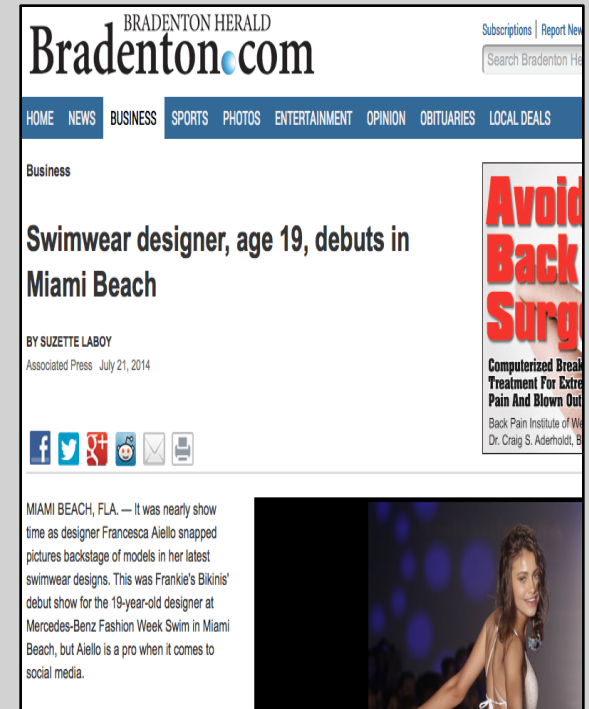 BRADENTON HERALD
Bradenton.com
Subscriptions | Report New
Search Bradenton He
HOME NEWS BUSINESS SPORTS PHOTOS ENTERTAINMENT OPINION OBITUARIES LOCAL DEALS
Business
Swimwear designer, age 19, debuts in
Miami Beach
BY SUZETTE LABOY
Associated Press July 21, 2014
Avoid
Back
Surg
Computerized Break
Treatment For Extre
Pain And Blown Out
Back Pain Institute of We
Dr. Craig S. Aderholdt, B
MIAMI BEACH, FLA. — It was nearly show
time as designer Francesca Aiello snapped
pictures backstage of models in her latest
swimwear designs. This was Frankie's Bikinis'
debut show for the 19-year-old designer at
Mercedes-Benz Fashion Week Swim in Miami
Beach, but Aiello is a pro when it comes to
social media.